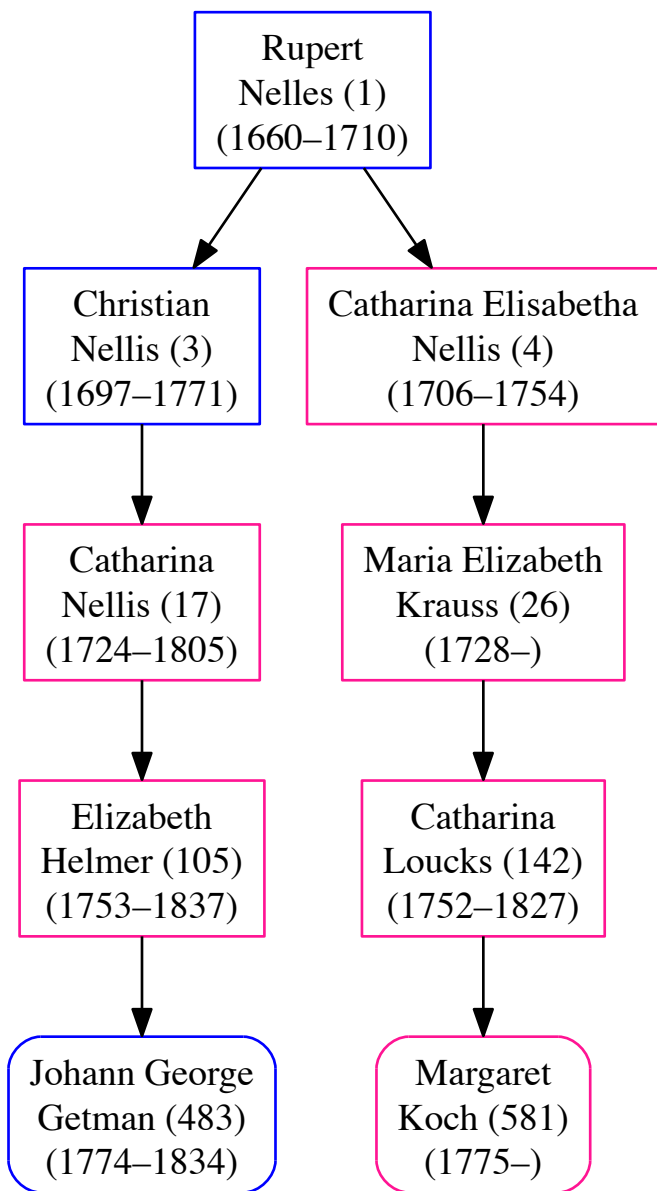 Rupert
Nelles (1)
(1660–1710)
Christian
Nellis (3)
(1697–1771)
Catharina Elisabetha
Nellis (4)
(1706–1754)
Catharina
Nellis (17)
(1724–1805)
Maria Elizabeth
Krauss (26)
(1728–)
Elizabeth
Helmer (105)
(1753–1837)
Catharina
Loucks (142)
(1752–1827)
Johann George
Getman (483)
(1774–1834)
Margaret
Koch (581)
(1775–)